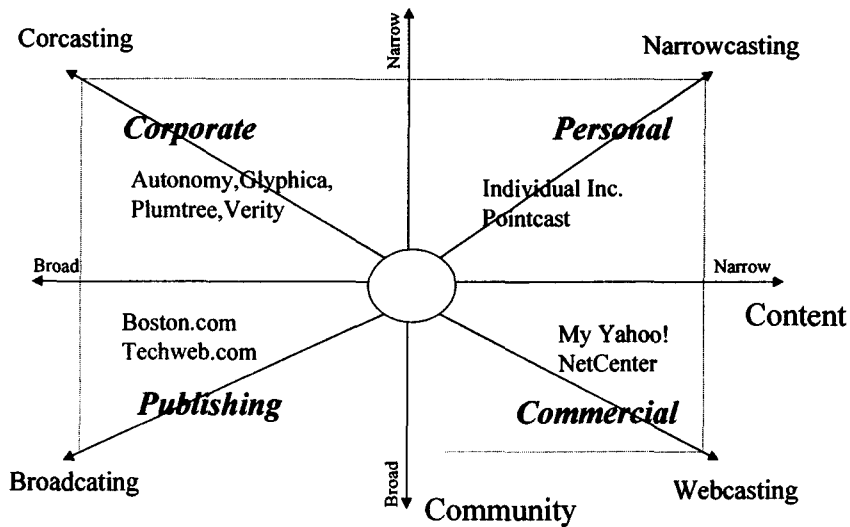 Corcasting
Narrow
Narrowcasting
Corporate
Personal
Autonomy,Glyphica,
Plumtree,Verity
Individual Inc.
Pointcast
Broad
Narrow
Content
Boston.com
Techweb.com
My Yahoo!
NetCenter
Publishing
Commercial
Broadcating
Broad
Community
Webcasting